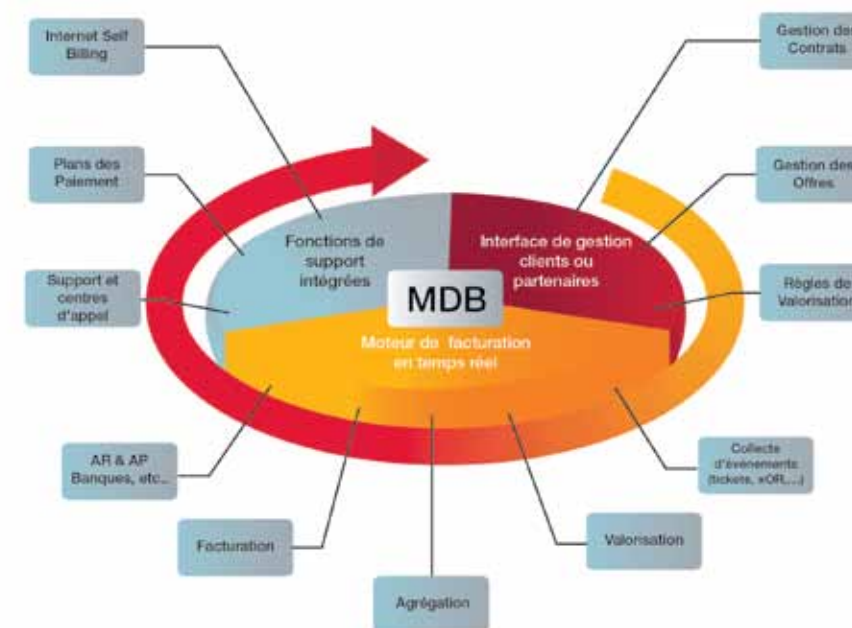 Internet Self
Billing
Gestion des
Contrats
Plans des
Paiement
Gestion des
Offres
Fonctions de
support
intégrées
Interface de gestion
clients ou
partenaires
Support et
centres
d'appel
MDB
Règles de
Valorisation
Moteur de facturation
en temps réel
AR & AP
Banques, etc...
Collecte
d'évènements
(tickets, xDR,...)
Facturation
Valorisation
Agrégation